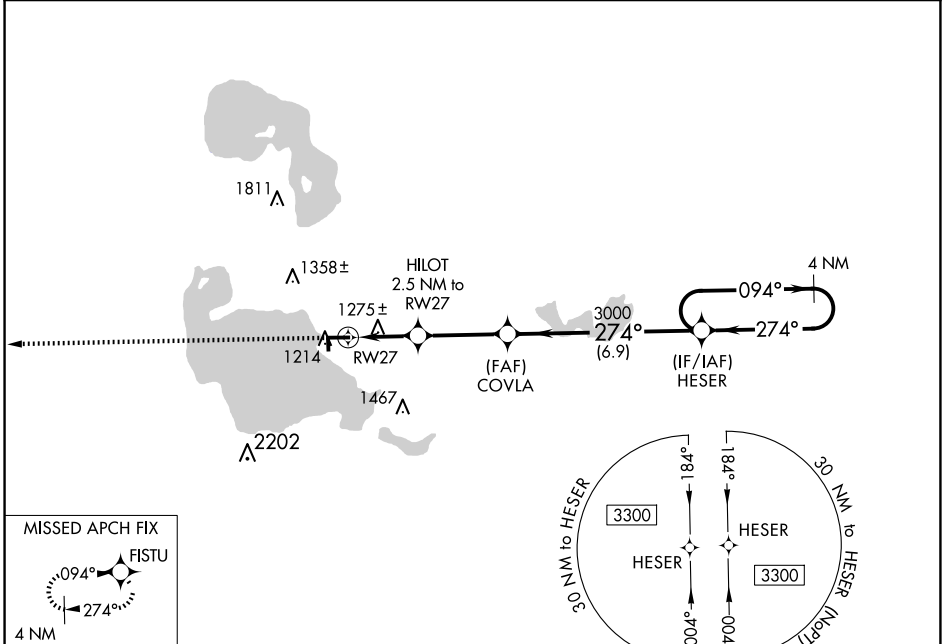 1811
1358±
HILOT
2.5 NM to
RW27
4 NM
094°
1275±
3000
274°
(6.9)
274°
1214
RW27
(FAF)
COVLA
(IF/IAF)
HESER
1467
2202
MISSED APCH FIX
FISTU
094°
274°
4 NM
30 NM to HESER
184°
184°
30 NM to HESER (NoPT)
3300
HESER
HESER
3300
004°
004